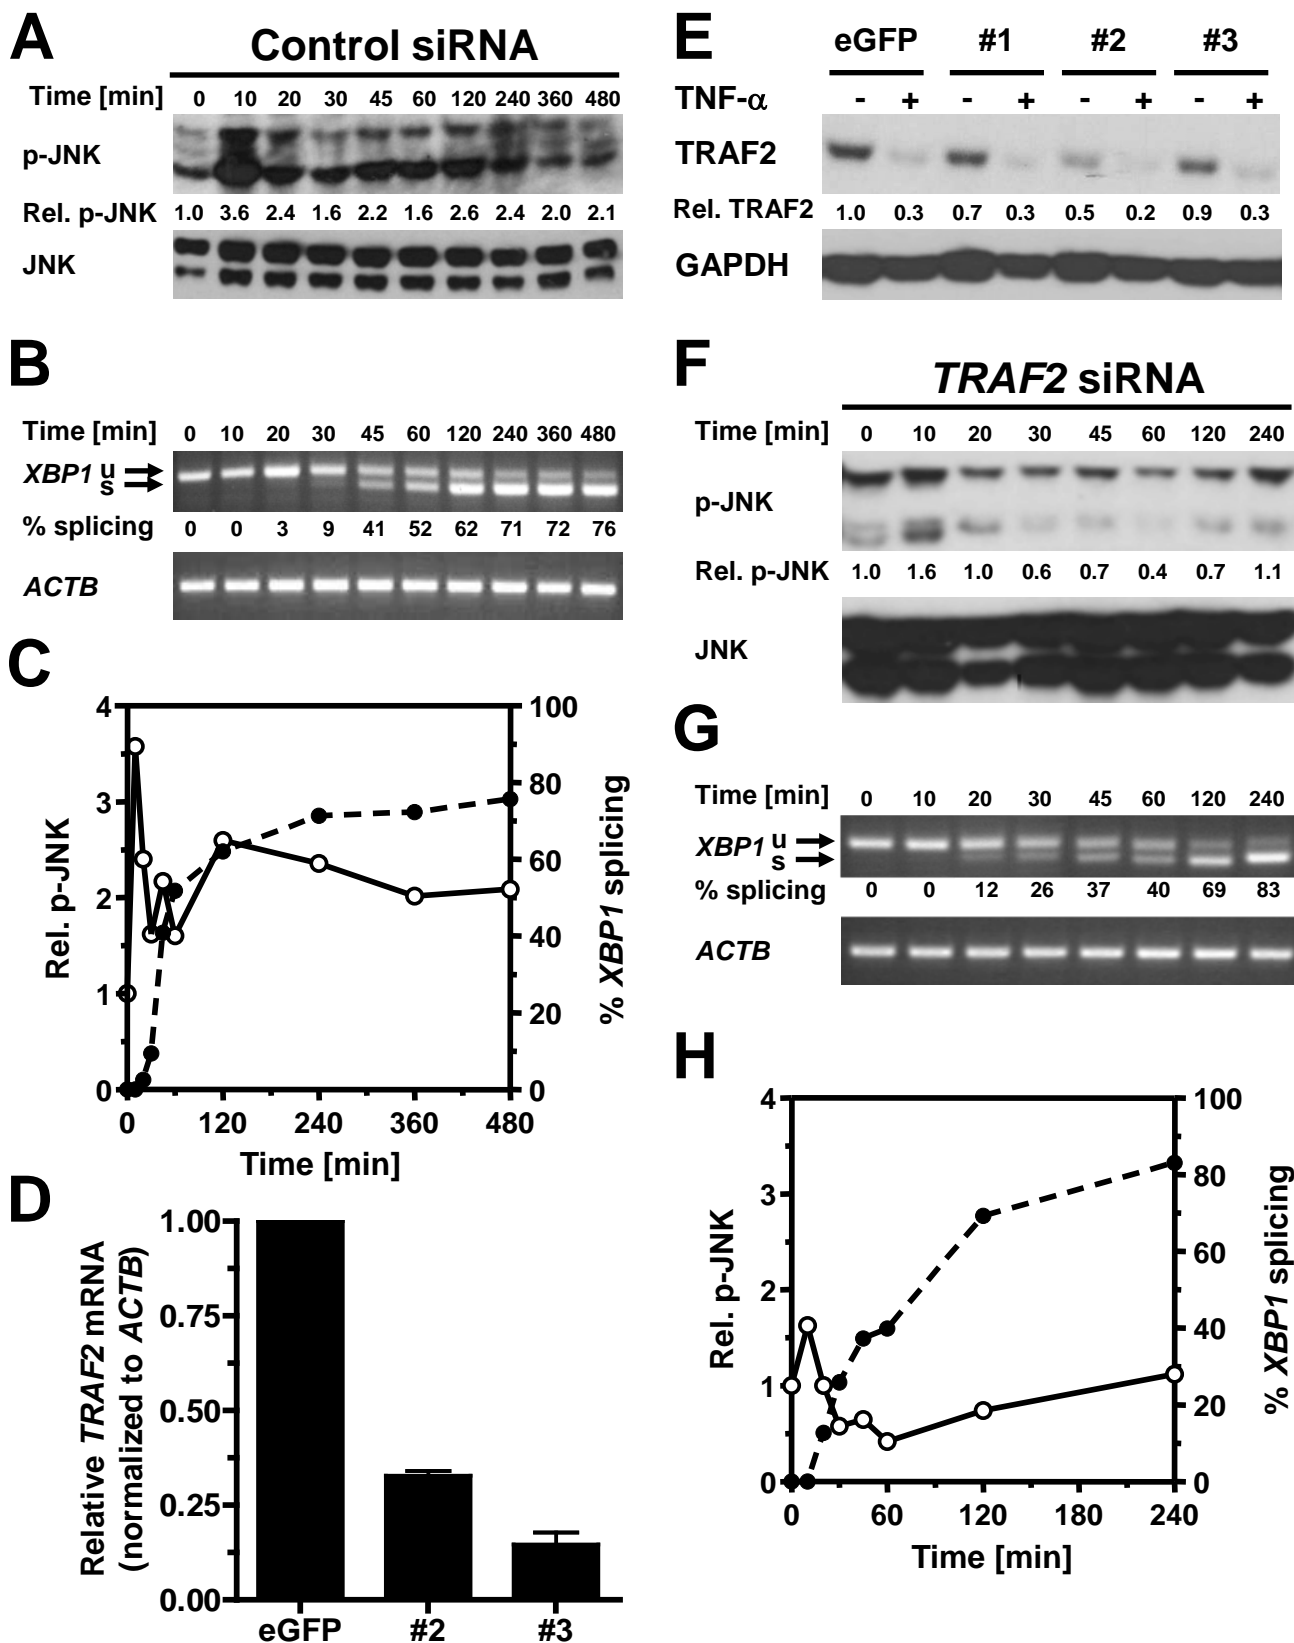 A
Control siRNA
Time [min] 0 10 20 30 45 60 120 240 360 480
p-JNK
Rel. p-JNK 1.0 3.6 2.4 1.6 2.2 1.6 2.6 2.4 2.0 2.1
JNK
B
Time [min] 0 10 20 30 45 60 120 240 360 480
XBP1 u
s
% splicing 0 0 3 9 41 52 62 71 72 76
ACTB
C
4
3
2
1
0
Rel. p-JNK
100
80
60
40
20
0
% XBP1 splicing
0 120 240 360 480
Time [min]
D
Relative TRAF2 mRNA
(normalized to ACTB)
1.00
0.75
0.50
0.25
0.00
eGFP #2 #3
E
eGFP #1 #2 #3
TNF-α - + - + - + - +
TRAF2
Rel. TRAF2 1.0 0.3 0.7 0.3 0.5 0.2 0.9 0.3
GAPDH
F
TRAF2 siRNA
Time [min] 0 10 20 30 45 60 120 240
p-JNK
Rel. p-JNK 1.0 1.6 1.0 0.6 0.7 0.4 0.7 1.1
JNK
G
Time [min] 0 10 20 30 45 60 120 240
XBP1 u
s
% splicing 0 0 12 26 37 40 69 83
ACTB
H
4
3
2
1
0
Rel. p-JNK
100
80
60
40
20
0
% XBP1 splicing
0 60 120 180 240
Time [min]